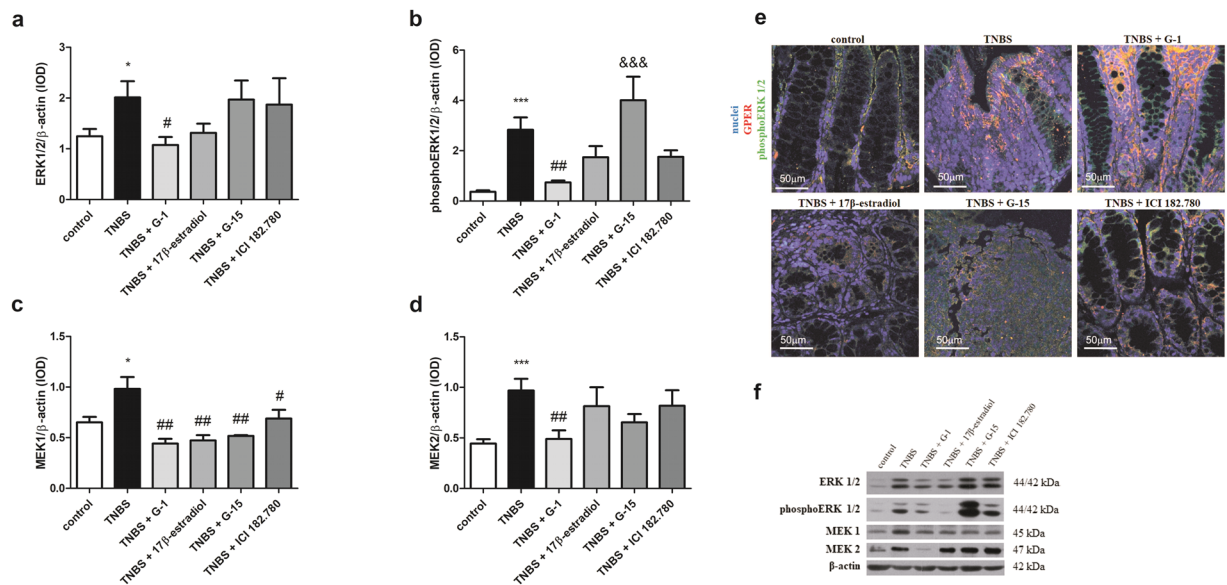 a
ERK1/2/β-actin (IOD)
3
2
1
0
*
#
control
TNBS
TNBS + G-1
TNBS + 17β-estradiol
TNBS + G-15
TNBS + ICI 182.780
b
phosphoERK1/2/β-actin (IOD)
6
4
2
0
***
##
&&&
control
TNBS
TNBS + G-1
TNBS + 17β-estradiol
TNBS + G-15
TNBS + ICI 182.780
c
MEK1/β-actin (IOD)
1.5
1.0
0.5
0.0
*
##
##
##
#
control
TNBS
TNBS + G-1
TNBS + 17β-estradiol
TNBS + G-15
TNBS + ICI 182.780
d
MEK2/β-actin (IOD)
1.5
1.0
0.5
0.0
***
##
control
TNBS
TNBS + G-1
TNBS + 17β-estradiol
TNBS + G-15
TNBS + ICI 182.780
e
nuclei
GPER
phosphoERK 1/2
control
TNBS
TNBS + G-1
50µm
50µm
50µm
TNBS + 17β-estradiol
TNBS + G-15
TNBS + ICI 182.780
50µm
50µm
50µm
f
control
TNBS
TNBS + G-1
TNBS + 17β-estradiol
TNBS + G-15
TNBS + ICI 182.780
ERK 1/2 44/42 kDa
phosphoERK 1/2 44/42 kDa
MEK 1 45 kDa
MEK 2 47 kDa
β-actin 42 kDa